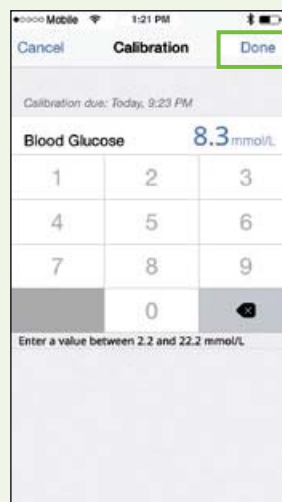 Mobile 1:21 PM
Cancel Calibration Done
Calibration due: Today, 9:23 PM
Blood Glucose 8.3 mmol/L
1 2 3
4 5 6
7 8 9
0
Enter a value between 2.2 and 22.2 mmol/L